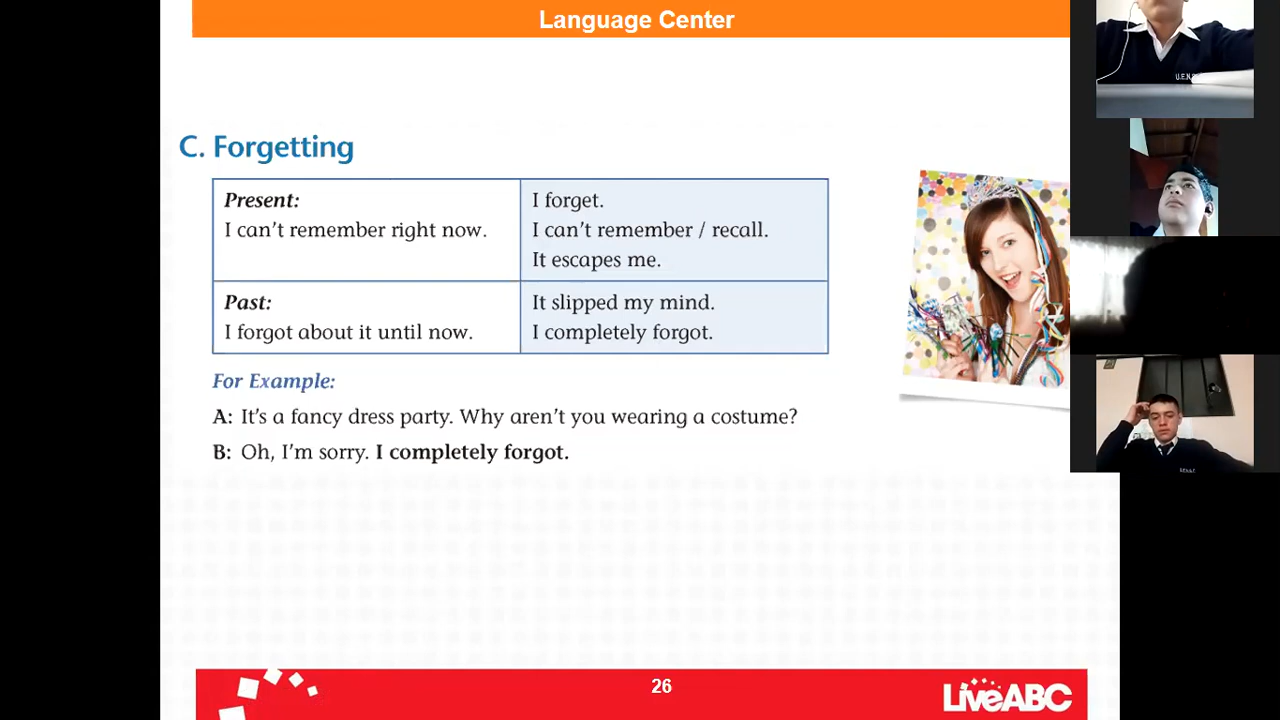 Language Center
C. Forgetting
Present:
I can't remember right now.
I forget.
I can't remember / recall.
It escapes me.
Past:
I forgot about it until now.
It slipped my mind.
I completely forgot.
For Example:
A: It's a fancy dress party. Why aren't you wearing a costume?
B: Oh, I'm sorry. I completely forgot.
26
LiveABC